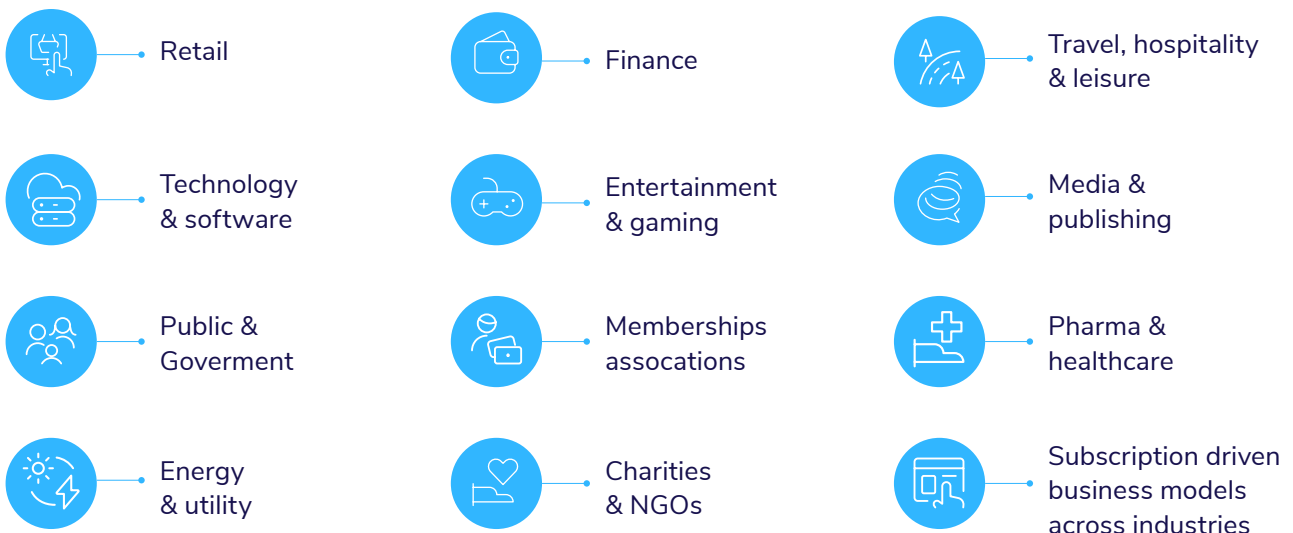 Retail
Finance
Travel, hospitality
& leisure
Technology
& software
Entertainment
& gaming
Media &
publishing
Public &
Goverment
Memberships
assocations
Pharma &
healthcare
Energy
& utility
Charities
& NGOs
Subscription driven
business models
across industries